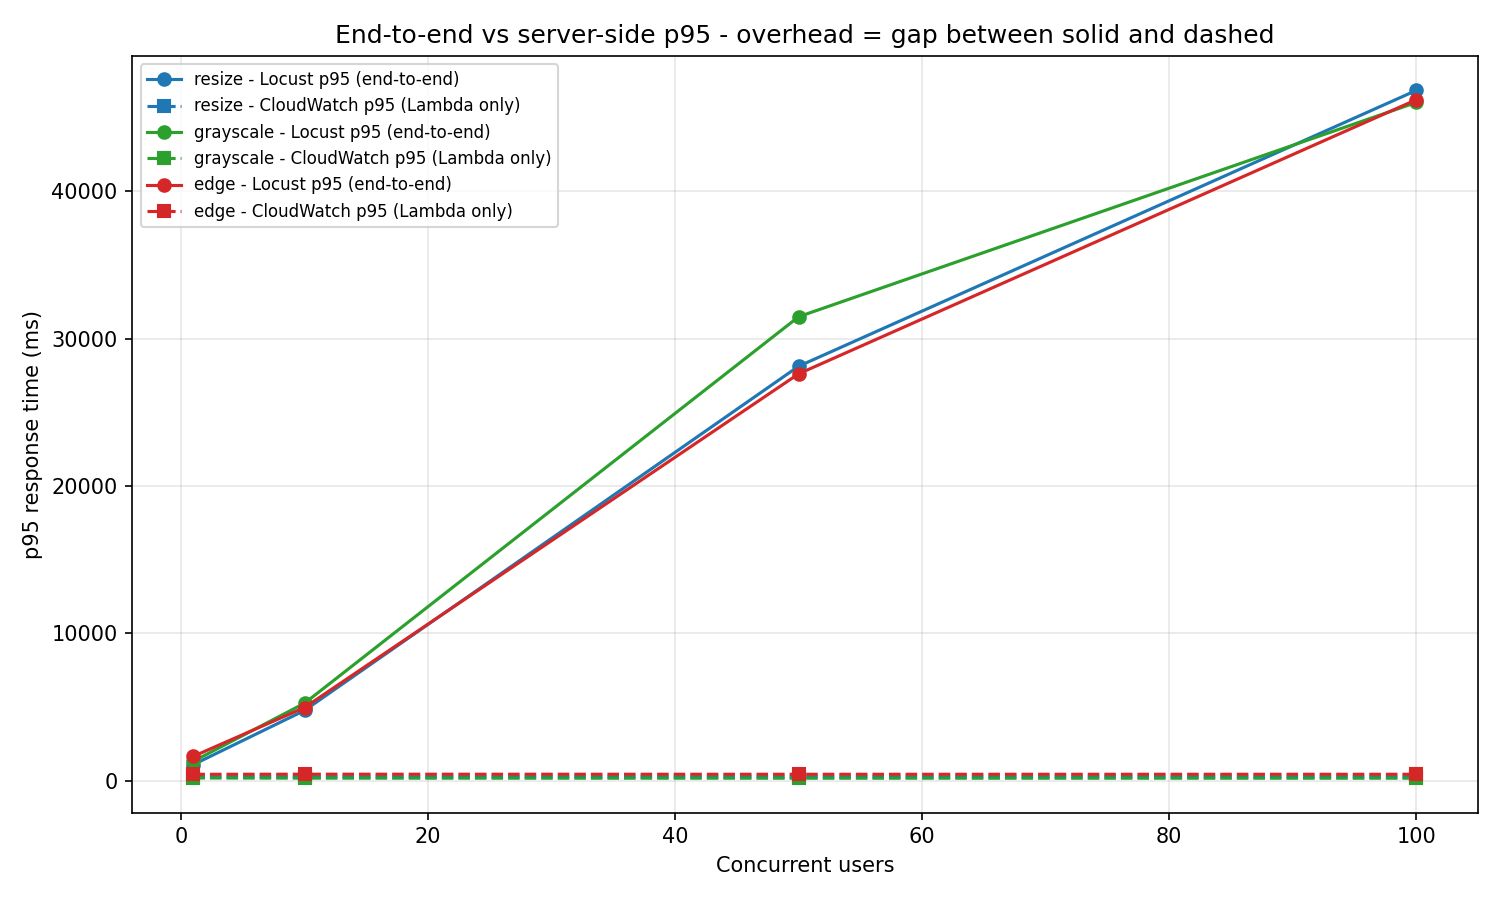 End-to-end vs server-side p95 - overhead = gap between solid and dashed
resize - Locust p95 (end-to-end)
resize - CloudWatch p95 (Lambda only)
grayscale - Locust p95 (end-to-end)
grayscale - CloudWatch p95 (Lambda only)
edge - Locust p95 (end-to-end)
edge - CloudWatch p95 (Lambda only)
p95 response time (ms)
40000
30000
20000
10000
0
0 20 40 60 80 100
Concurrent users